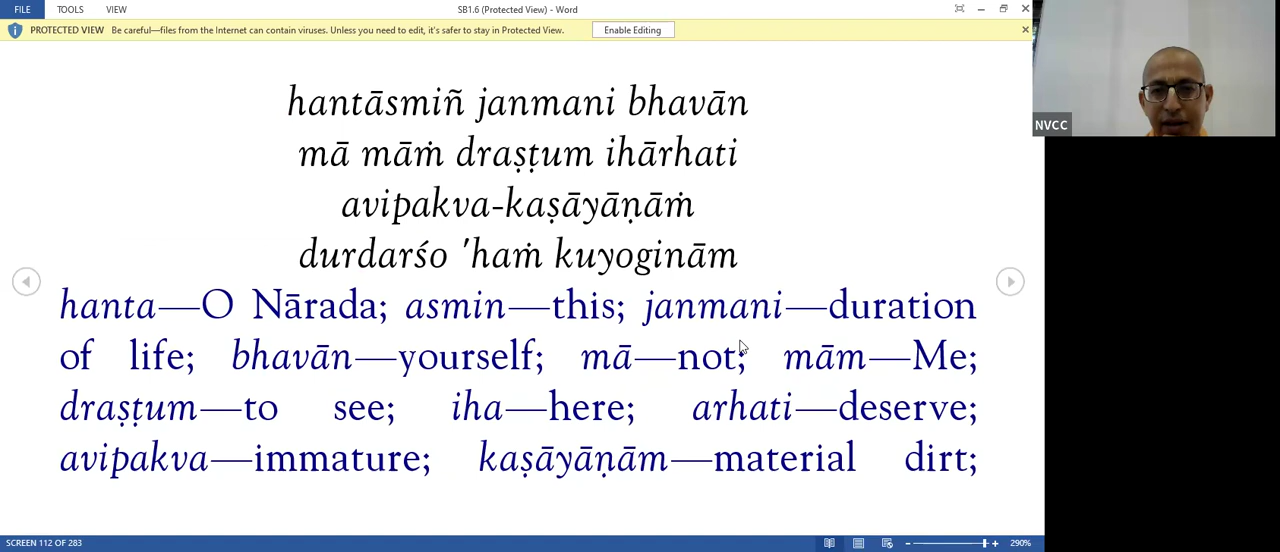 FILE TOOLS VIEW SB1.6 (Protected View) - Word
PROTECTED VIEW Be careful—files from the Internet can contain viruses. Unless you need to edit, it's safer to stay in Protected View. Enable Editing
hantāsmiñ janmani bhavān
mā māṁ draṣṭum ihārhati
avipakva-kaṣāyāṇāṁ
durdarśo 'haṁ kuyoginām
hanta—O Nārada; asmin—this; janmani—duration
of life; bhavān—yourself; mā—not; mām—Me;
draṣṭum—to see; iha—here; arhati—deserve;
avipakva—immature; kaṣāyāṇām—material dirt;
SCREEN 112 OF 283 290%
NVCC